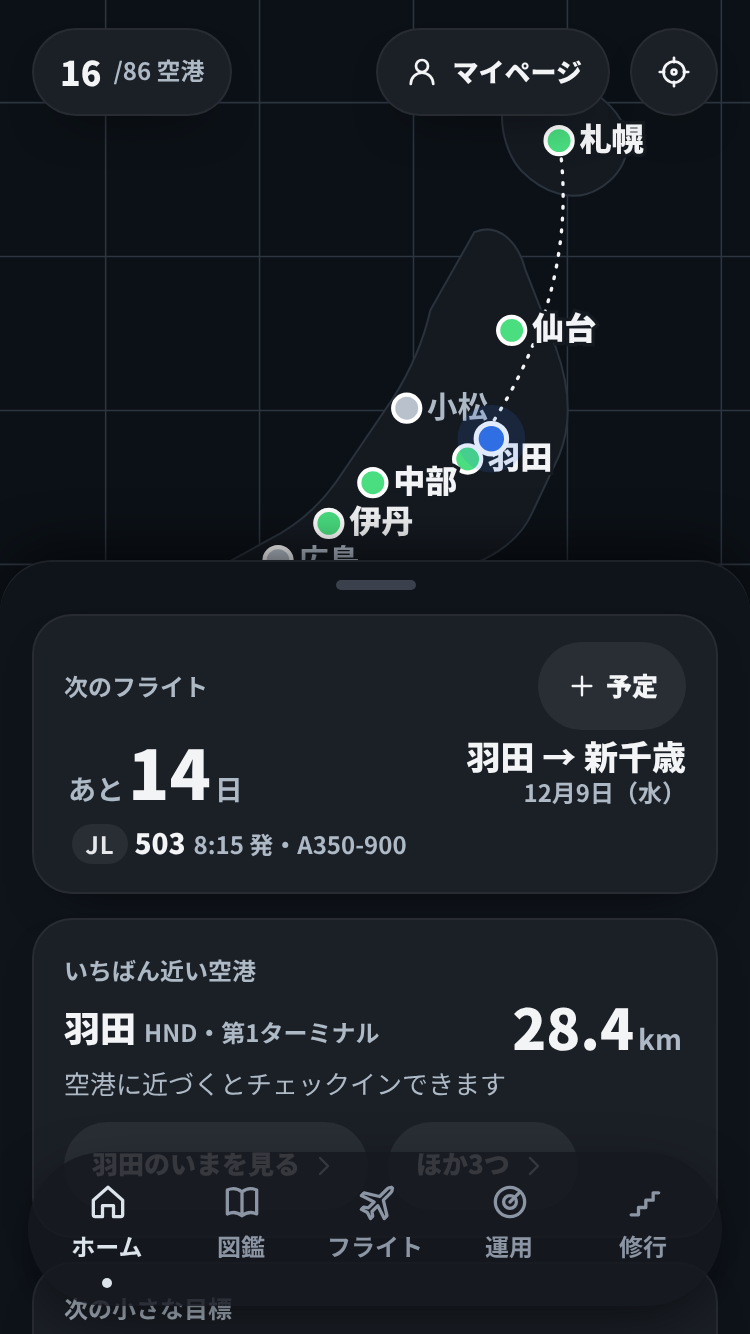 16 /86 空港
マイページ
札幌
仙台
小松
羽田
中部
伊丹
広島
次のフライト
予定
あと14日
羽田 → 新千歳
12月9日（水）
JL 503 8:15 発・A350-900
いちばん近い空港
羽田 HND・第1ターミナル
28.4km
空港に近づくとチェックインできます
羽田のいまを見る
ほか3つ
ホーム
図鑑
フライト
運用
修行
次の小さな目標